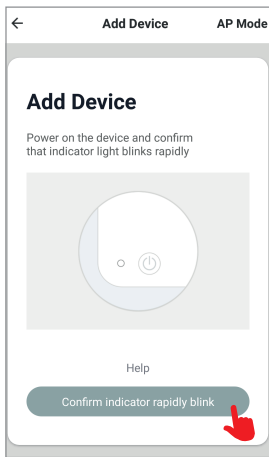 Add Device AP Mode
Add Device
Power on the device and confirm
that indicator light blinks rapidly
Help
Confirm indicator rapidly blink